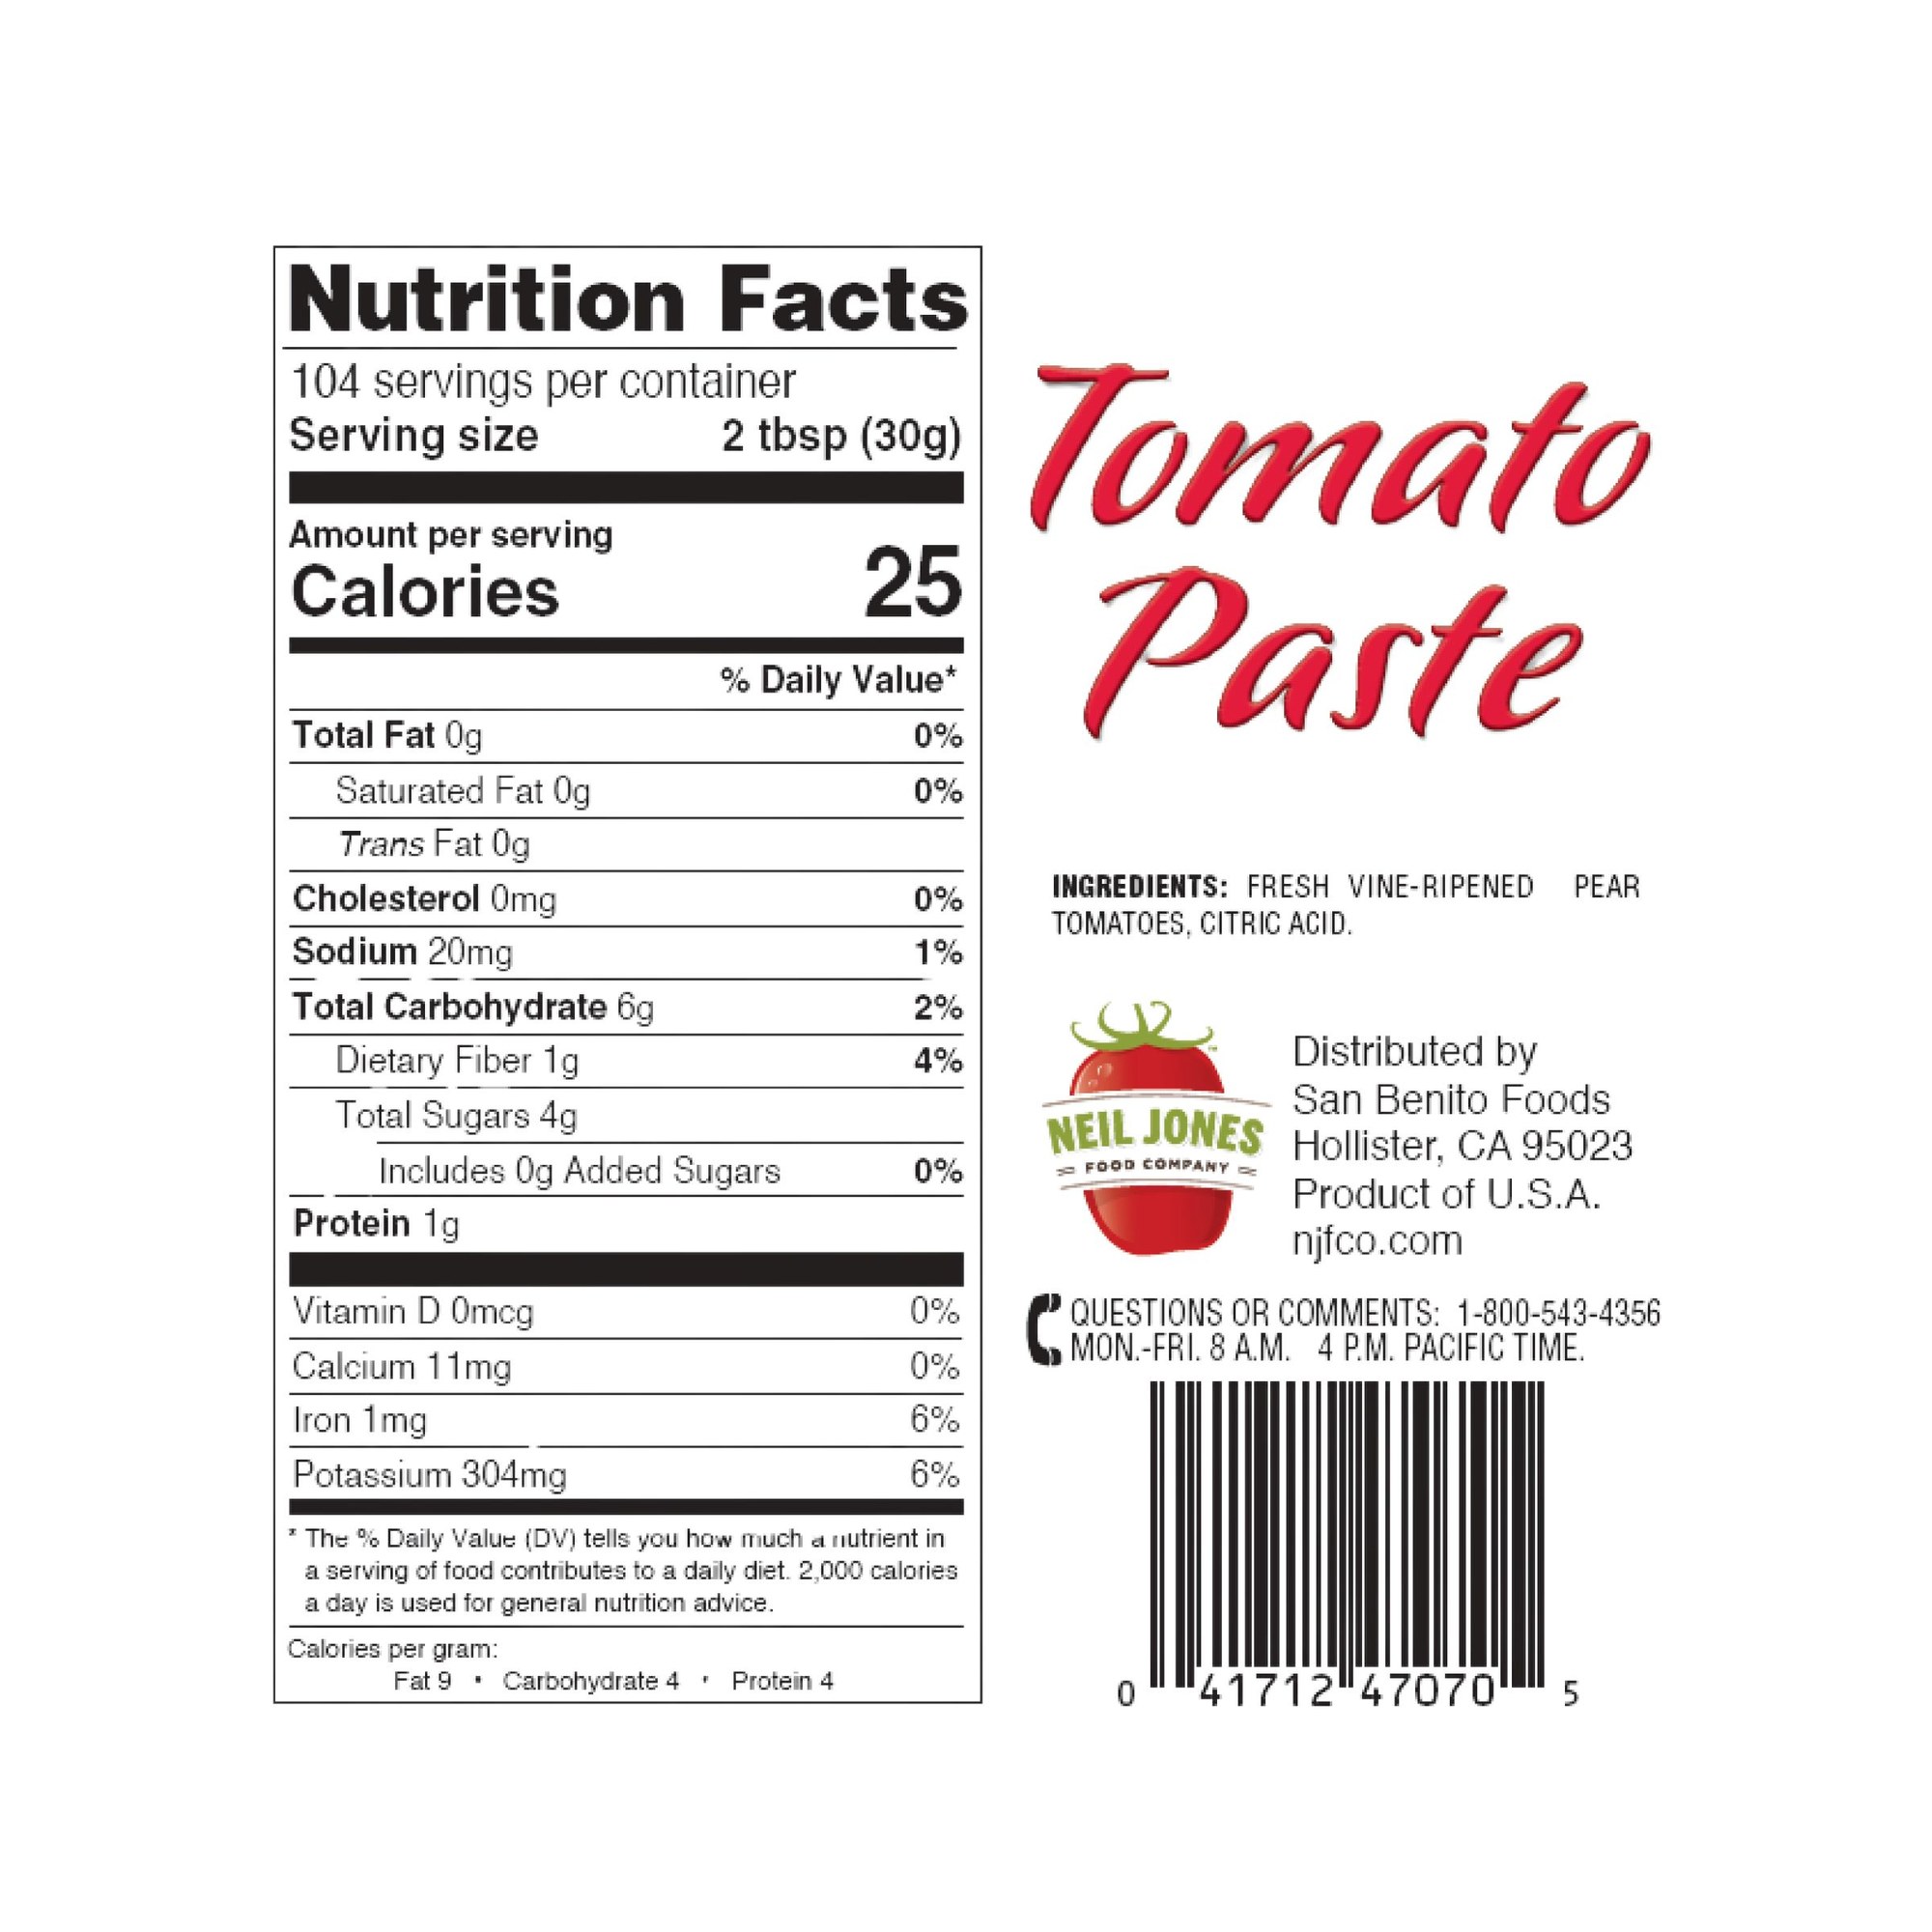 Nutrition Facts
104 servings per container
Serving size 2 tbsp (30g)
Amount per serving
Calories 25
% Daily Value*
Total Fat 0g 0%
Saturated Fat 0g 0%
Trans Fat 0g
Cholesterol 0mg 0%
Sodium 20mg 1%
Total Carbohydrate 6g 2%
Dietary Fiber 1g 4%
Total Sugars 4g
Includes 0g Added Sugars 0%
Protein 1g
Vitamin D 0mcg 0%
Calcium 11mg 0%
Iron 1mg 6%
Potassium 304mg 6%
* The % Daily Value (DV) tells you how much a nutrient in
a serving of food contributes to a daily diet. 2,000 calories
a day is used for general nutrition advice.
Calories per gram:
Fat 9 • Carbohydrate 4 • Protein 4
Tomato
Paste
INGREDIENTS: FRESH VINE-RIPENED PEAR
TOMATOES, CITRIC ACID.
NEIL JONES
FOOD COMPANY
Distributed by
San Benito Foods
Hollister, CA 95023
Product of U.S.A.
njfco.com
QUESTIONS OR COMMENTS: 1-800-543-4356
MON.-FRI. 8 A.M. 4 P.M. PACIFIC TIME.
0 41712 47070 5